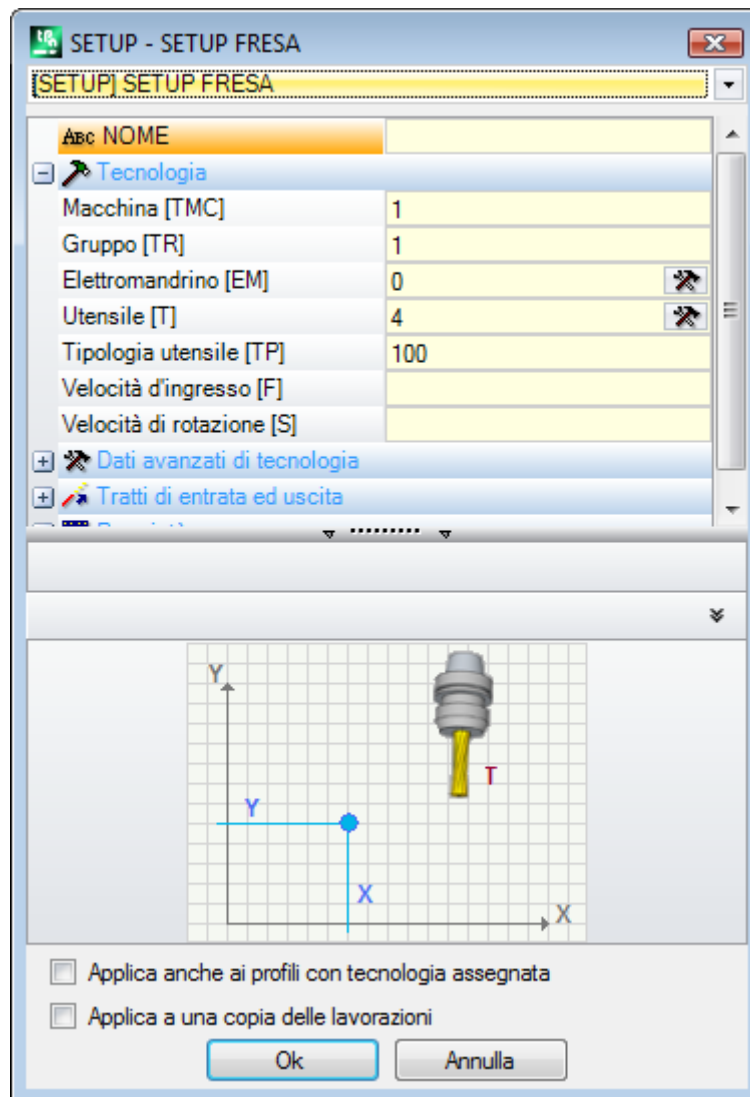 SETUP - SETUP FRESA
[SETUP] SETUP FRESA
ABC NOME
Tecnologia
Macchina [TMC] 1
Gruppo [TR] 1
Elettromandrino [EM] 0
Utensile [T] 4
Tipologia utensile [TP] 100
Velocità d'ingresso [F]
Velocità di rotazione [S]
Dati avanzati di tecnologia
Tratti di entrata ed uscita
Y
T
Y
X
X
Applica anche ai profili con tecnologia assegnata
Applica a una copia delle lavorazioni
Ok Annulla